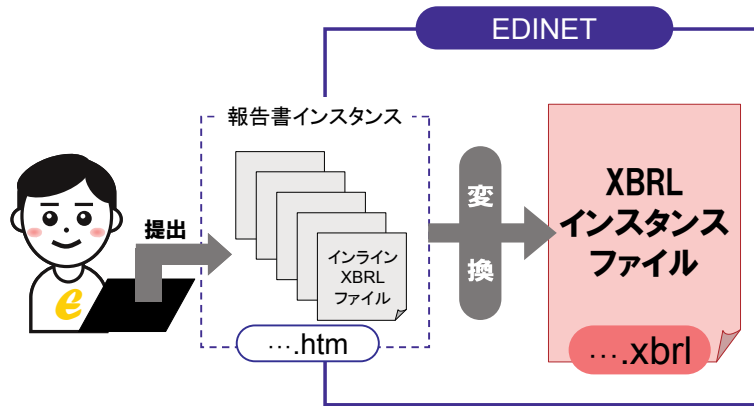 EDINET
報告書インスタンス
提出
e
インライン
XBRL
ファイル
….htm
変
換
XBRL
インスタンス
ファイル
….xbrl